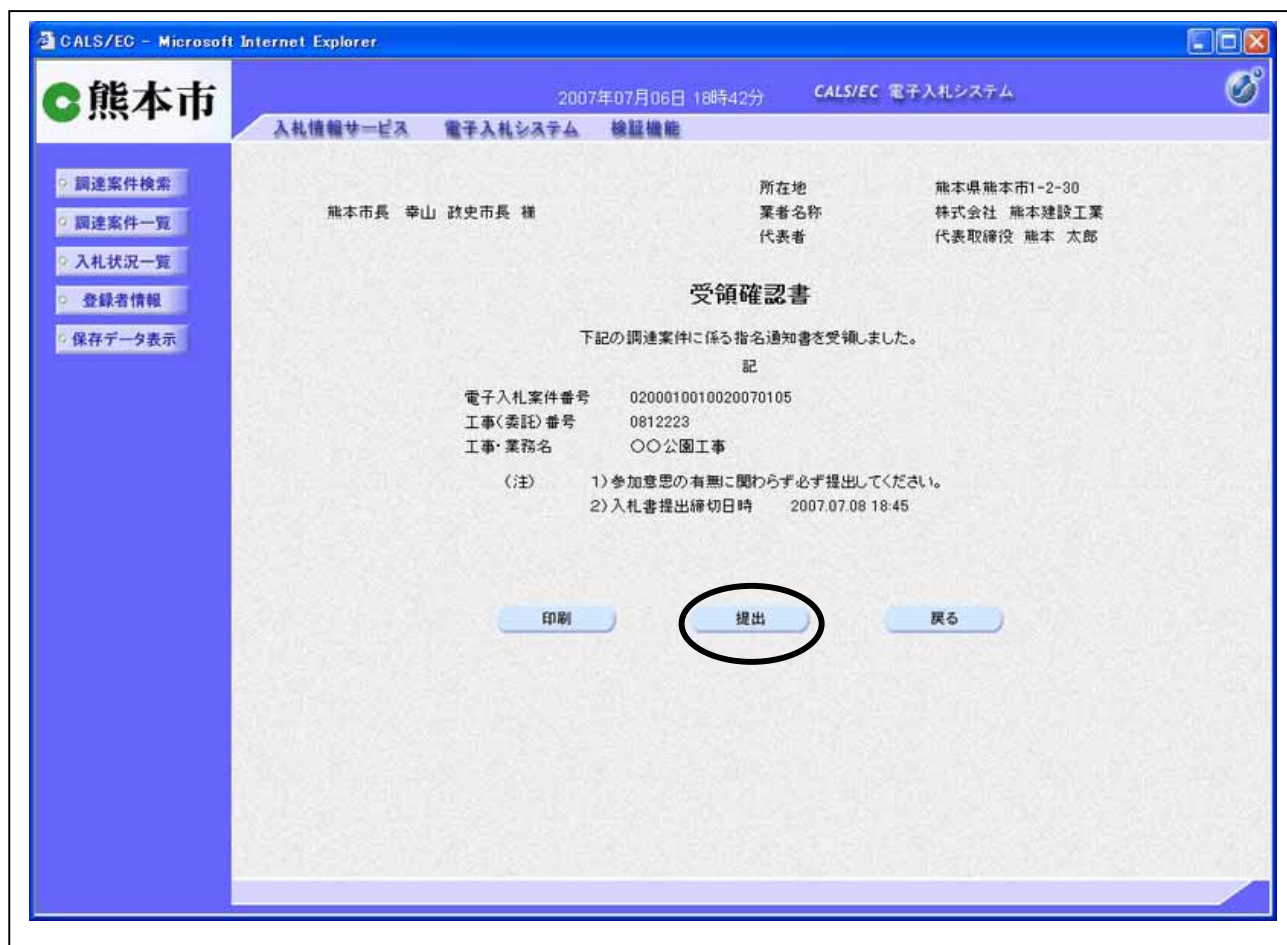 CALS/EC - Microsoft Internet Explorer
熊本市
2007年07月06日 18時42分 CALS/EC 電子入札システム
入札情報サービス 電子入札システム 検証機能
調達案件検索
調達案件一覧
入札状況一覧
登録者情報
保存データ表示
所在地 熊本県熊本市1-2-30
熊本市長 幸山 政史市長 様 業者名称 株式会社 熊本建設工業
代表者 代表取締役 熊本 太郎
受領確認書
下記の調達案件に係る指名通知書を受領しました。
記
電子入札案件番号 0200010010020070105
工事(委託)番号 0812223
工事・業務名 〇〇公園工事
(注) 1)参加意思の有無に関わらず必ず提出してください。
2)入札書提出締切日時 2007.07.08 18:45
印刷 提出 戻る